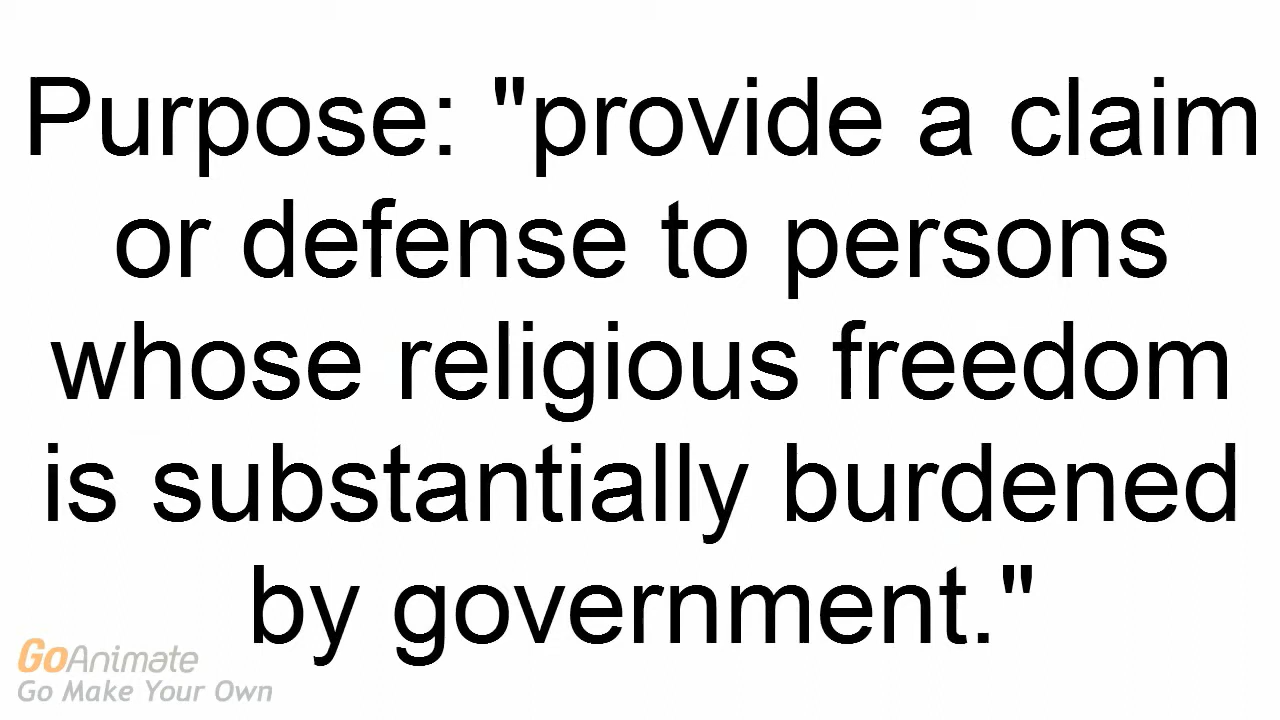 Purpose: "provide a claim
or defense to persons
whose religious freedom
is substantially burdened
by government."
GoAnimate
Go Make Your Own